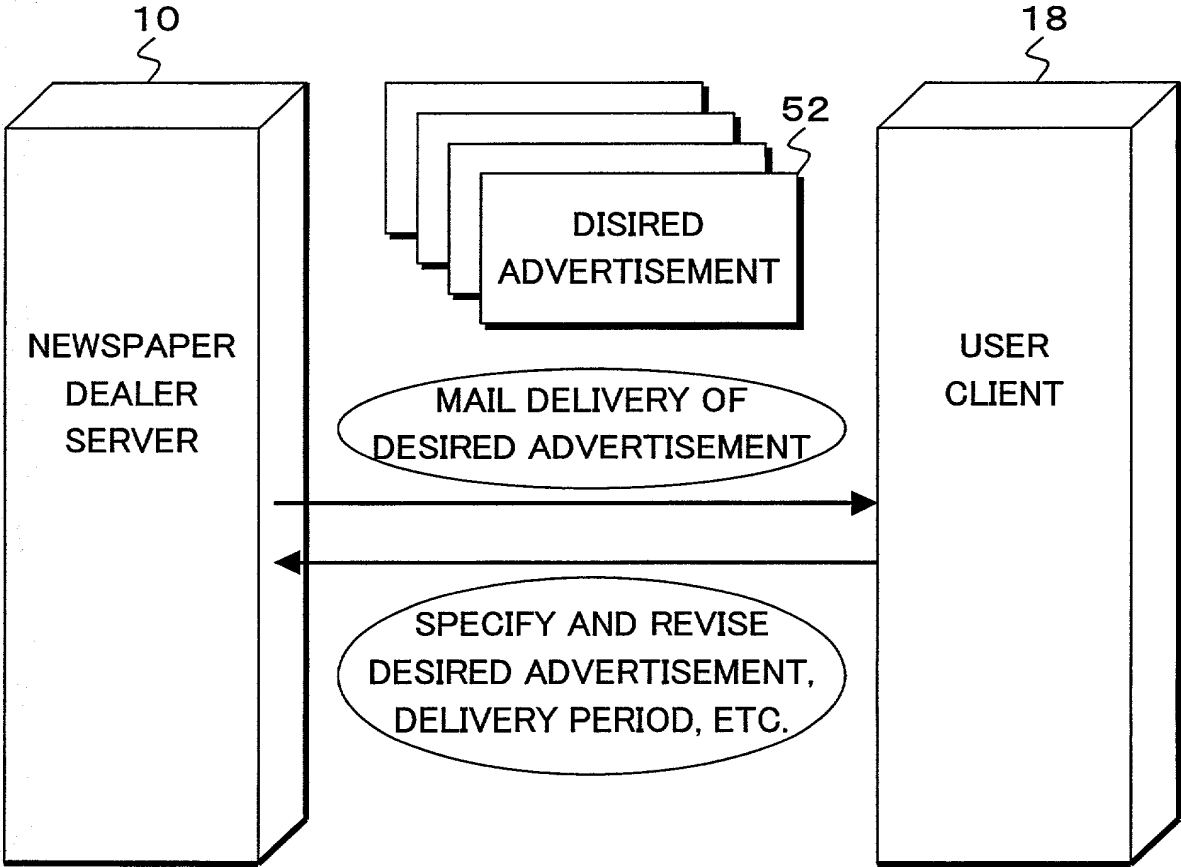 10
18
52
DISIRED
ADVERTISEMENT
NEWSPAPER
DEALER
SERVER
USER
CLIENT
MAIL DELIVERY OF
DESIRED ADVERTISEMENT
SPECIFY AND REVISE
DESIRED ADVERTISEMENT,
DELIVERY PERIOD, ETC.